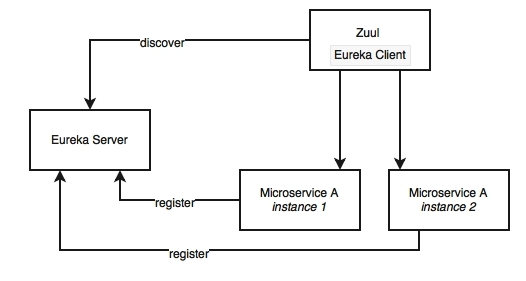 Zuul
Eureka Client
discover
Eureka Server
Microservice A
instance 1
Microservice A
instance 2
register
register